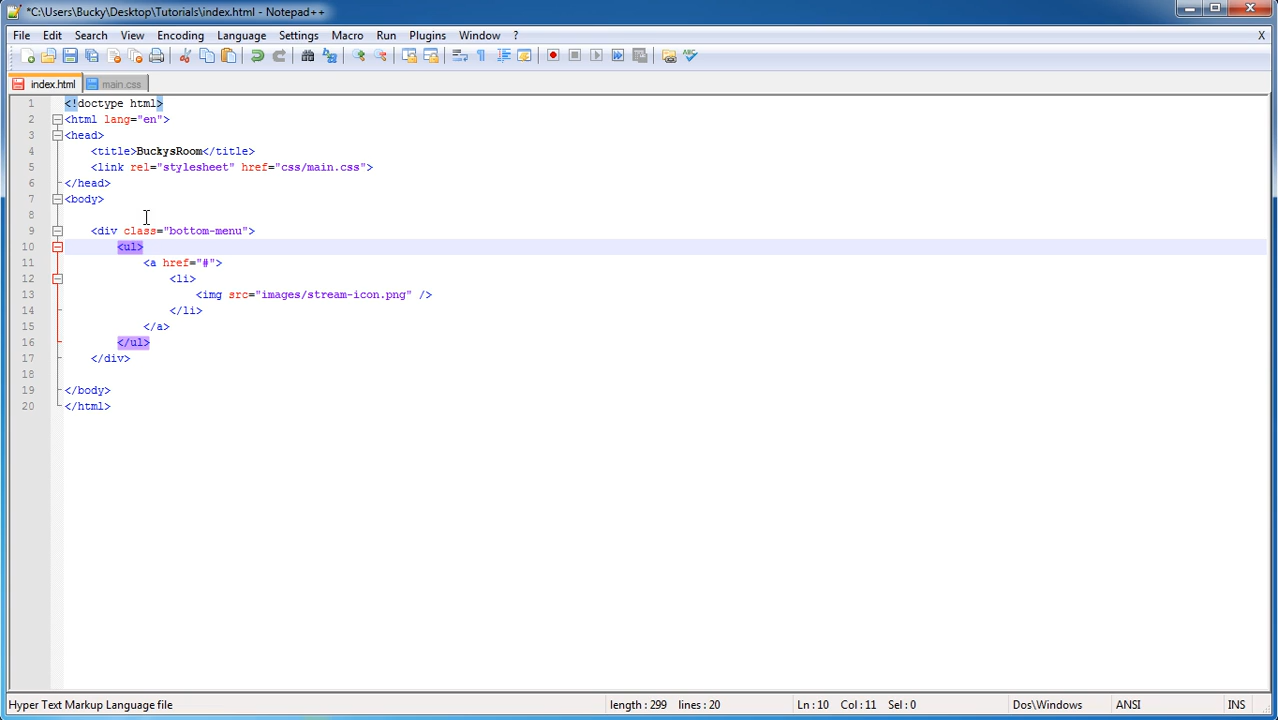 *C:\Users\Bucky\Desktop\Tutorials\index.html - Notepad++
File Edit Search View Encoding Language Settings Macro Run Plugins Window ? X
index.html main.css
1 <!doctype html>
2 <html lang="en">
3 <head>
4 <title>BuckysRoom</title>
5 <link rel="stylesheet" href="css/main.css">
6 </head>
7 <body>
8
9 <div class="bottom-menu">
10 <ul>
11 <a href="#">
12 <li>
13 <img src="images/stream-icon.png" />
14 </li>
15 </a>
16 </ul>
17 </div>
18
19 </body>
20 </html>
Hyper Text Markup Language file length : 299 lines : 20 Ln : 10 Col : 11 Sel : 0 Dos\Windows ANSI INS